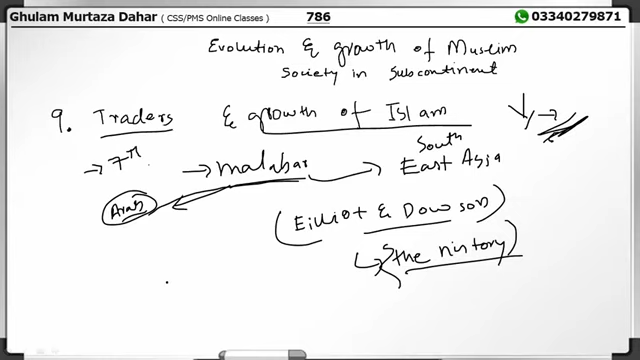 Ghulam Murtaza Dahar ( CSS/PMS Online Classes ) 786 03340279871
Evolution & growth of Muslim
Society in Subcontinent
9. Traders & growth of Islam
→ 7th → Malabar → South East Asia
Arab
(Eilliot & Dowson)
the history